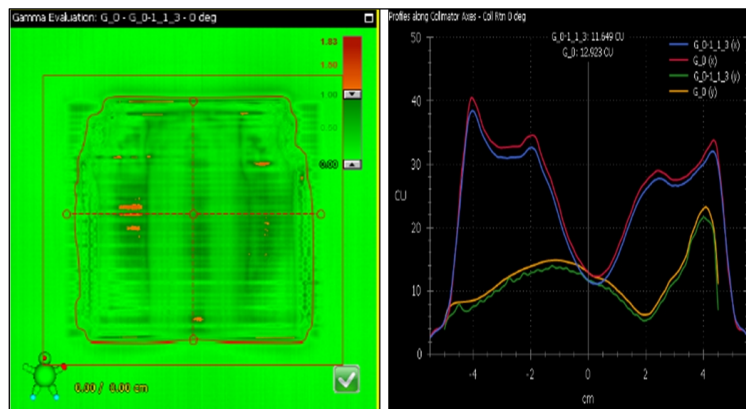 Gamma Evaluation: G_0 - G_0-1_1_3 - 0 deg
1.83
1.50
1.00
0.50
0.00
0.00 / 0.00 cm
Profiles along Collimator Axes - Coll Rtn 0 deg
G_0-1_1_3: 11.649 CU
G_0: 12.923 CU
G_0-1_1_3 (x)
G_0 (x)
G_0-1_1_3 (y)
G_0 (y)
50
40
30
CU
20
10
0
-4 -2 0 2 4
cm